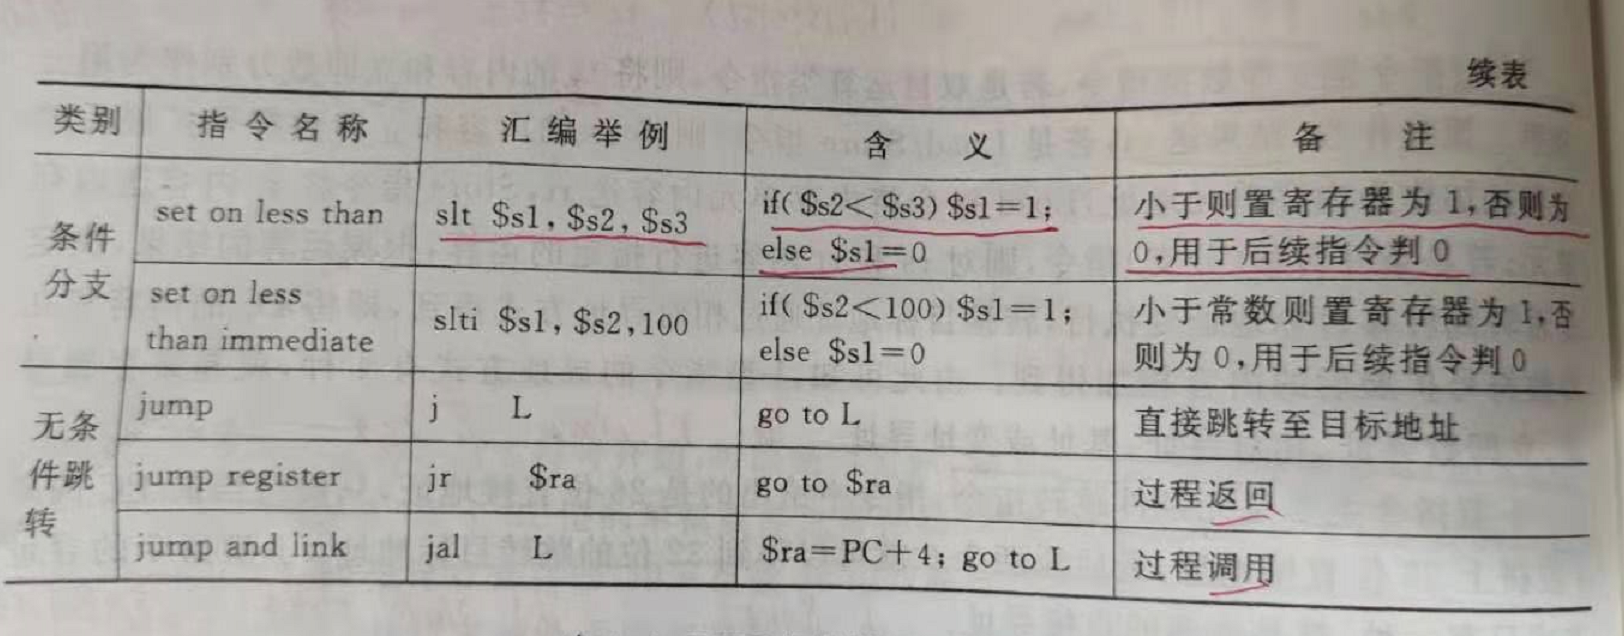 续表
类别 指令名称 汇编举例 含义 备注
条件分支
set on less than slt $s1, $s2, $s3 if( $s2< $s3) $s1=1; 小于则置寄存器为 1,否则为
else $s1=0 0,用于后续指令判 0
set on less slti $s1, $s2,100 if( $s2<100) $s1=1; 小于常数则置寄存器为 1,否
than immediate else $s1=0 则为 0,用于后续指令判 0
无条件跳转
jump j L go to L 直接跳转至目标地址
jump register jr $ra go to $ra 过程返回
jump and link jal L $ra=PC+4; go to L 过程调用